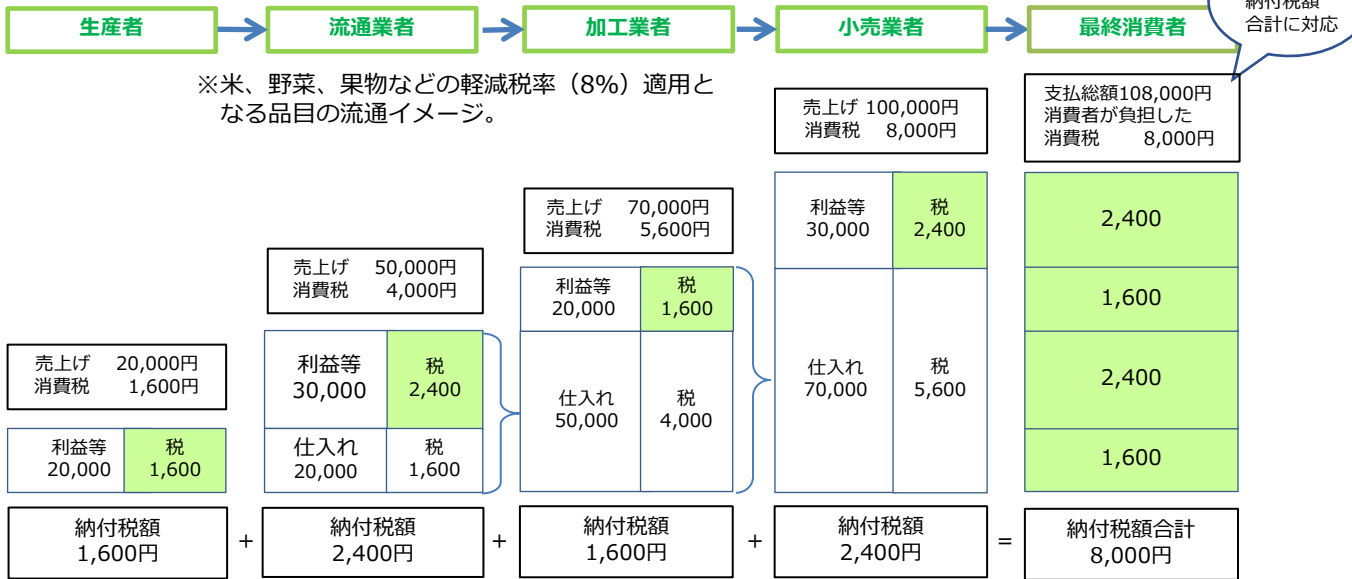 納付税額
合計に対応
生産者
流通業者
加工業者
小売業者
最終消費者
※米、野菜、果物などの軽減税率（8%）適用と
なる品目の流通イメージ。
売上げ 20,000円
消費税 1,600円
利益等
20,000
税
1,600
納付税額
1,600円
+
売上げ 50,000円
消費税 4,000円
利益等
30,000
税
2,400
仕入れ
20,000
税
1,600
納付税額
2,400円
+
売上げ 70,000円
消費税 5,600円
利益等
20,000
税
1,600
仕入れ
50,000
税
4,000
納付税額
1,600円
+
売上げ 100,000円
消費税 8,000円
利益等
30,000
税
2,400
仕入れ
70,000
税
5,600
納付税額
2,400円
=
支払総額108,000円
消費者が負担した
消費税 8,000円
2,400
1,600
2,400
1,600
納付税額合計
8,000円